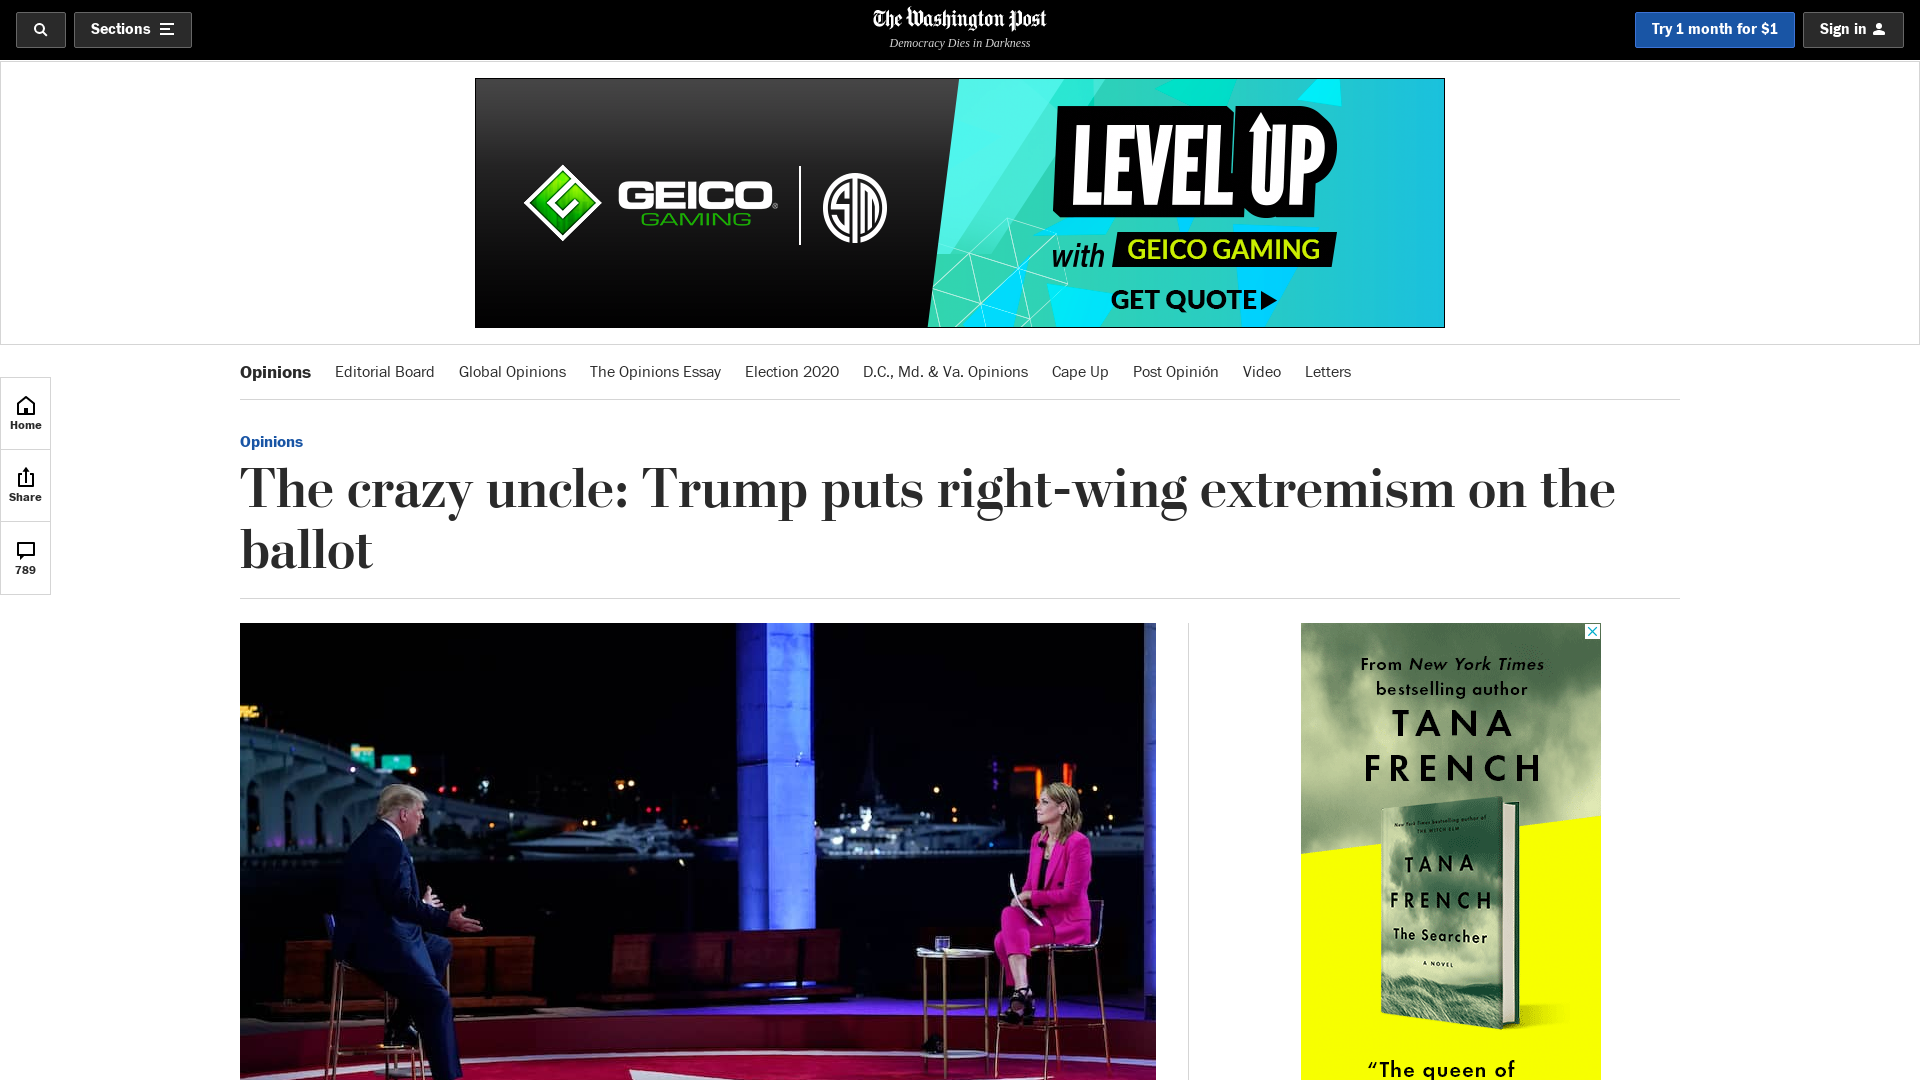 Sections
The Washington Post
Democracy Dies in Darkness
Try 1 month for $1
Sign in
GEICO
GAMING
TSM
LEVEL UP
with GEICO GAMING
GET QUOTE
Opinions
Editorial Board
Global Opinions
The Opinions Essay
Election 2020
D.C., Md. & Va. Opinions
Cape Up
Post Opinión
Video
Letters
Home
Share
789
Opinions
The crazy uncle: Trump puts right-wing extremism on the
ballot
From New York Times
bestselling author
TANA
FRENCH
New York Times bestselling author of
THE WITCH ELM
TANA
FRENCH
The Searcher
A NOVEL
“The queen of